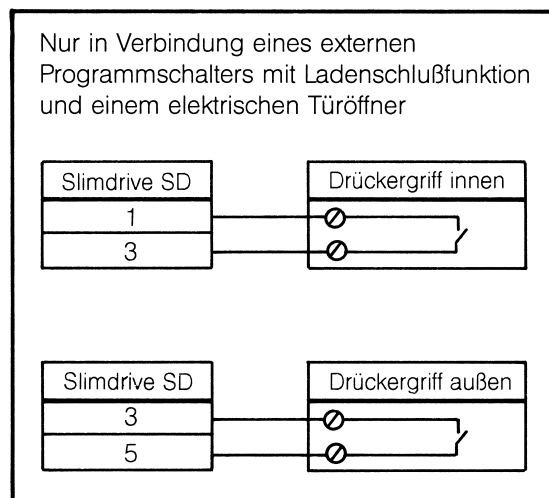 Nur in Verbindung eines externen
Programmschalters mit Ladenschlußfunktion
und einem elektrischen Türöffner
Slimdrive SD
Drückergriff innen
1
3
Slimdrive SD
Drückergriff außen
3
5